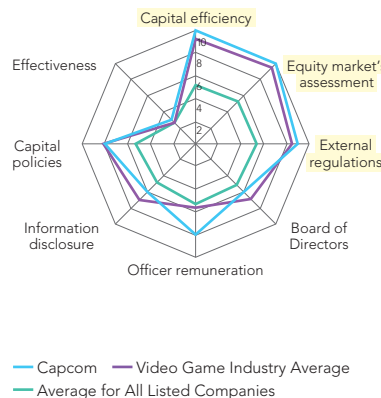 Capital efficiency
10
8
6
4
2
Effectiveness
Equity market's
assessment
Capital
policies
External
regulations
Information
disclosure
Board of
Directors
Officer remuneration
Capcom
Video Game Industry Average
Average for All Listed Companies